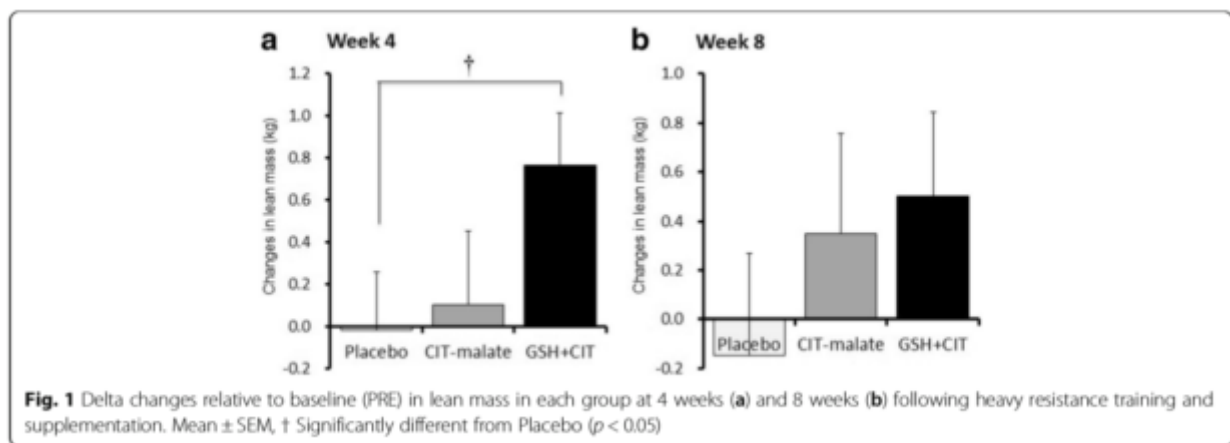 a Week 4
†
Changes in lean mass (kg)
1.2
1.0
0.8
0.6
0.4
0.2
0.0
-0.2
Placebo CIT-malate GSH+CIT
b Week 8
Changes in lean mass (kg)
1.0
0.8
0.6
0.4
0.2
0.0
-0.2
Placebo CIT-malate GSH+CIT
Fig. 1 Delta changes relative to baseline (PRE) in lean mass in each group at 4 weeks (a) and 8 weeks (b) following heavy resistance training and
supplementation. Mean ± SEM, † Significantly different from Placebo (p < 0.05)